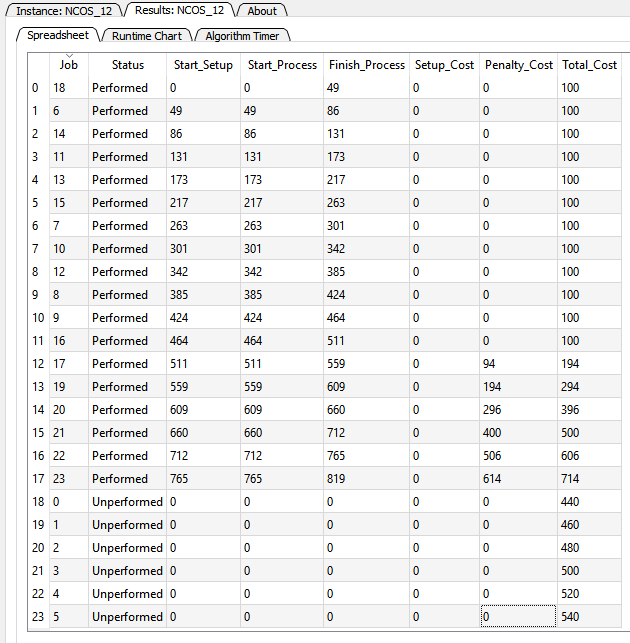 Instance: NCOS_12 Results: NCOS_12 About
Spreadsheet Runtime Chart Algorithm Timer
Job Status Start_Setup Start_Process Finish_Process Setup_Cost Penalty_Cost Total_Cost
0 18 Performed 0 0 49 0 0 100
1 6 Performed 49 49 86 0 0 100
2 14 Performed 86 86 131 0 0 100
3 11 Performed 131 131 173 0 0 100
4 13 Performed 173 173 217 0 0 100
5 15 Performed 217 217 263 0 0 100
6 7 Performed 263 263 301 0 0 100
7 10 Performed 301 301 342 0 0 100
8 12 Performed 342 342 385 0 0 100
9 8 Performed 385 385 424 0 0 100
10 9 Performed 424 424 464 0 0 100
11 16 Performed 464 464 511 0 0 100
12 17 Performed 511 511 559 0 94 194
13 19 Performed 559 559 609 0 194 294
14 20 Performed 609 609 660 0 296 396
15 21 Performed 660 660 712 0 400 500
16 22 Performed 712 712 765 0 506 606
17 23 Performed 765 765 819 0 614 714
18 0 Unperformed 0 0 0 0 0 440
19 1 Unperformed 0 0 0 0 0 460
20 2 Unperformed 0 0 0 0 0 480
21 3 Unperformed 0 0 0 0 0 500
22 4 Unperformed 0 0 0 0 0 520
23 5 Unperformed 0 0 0 0 0 540